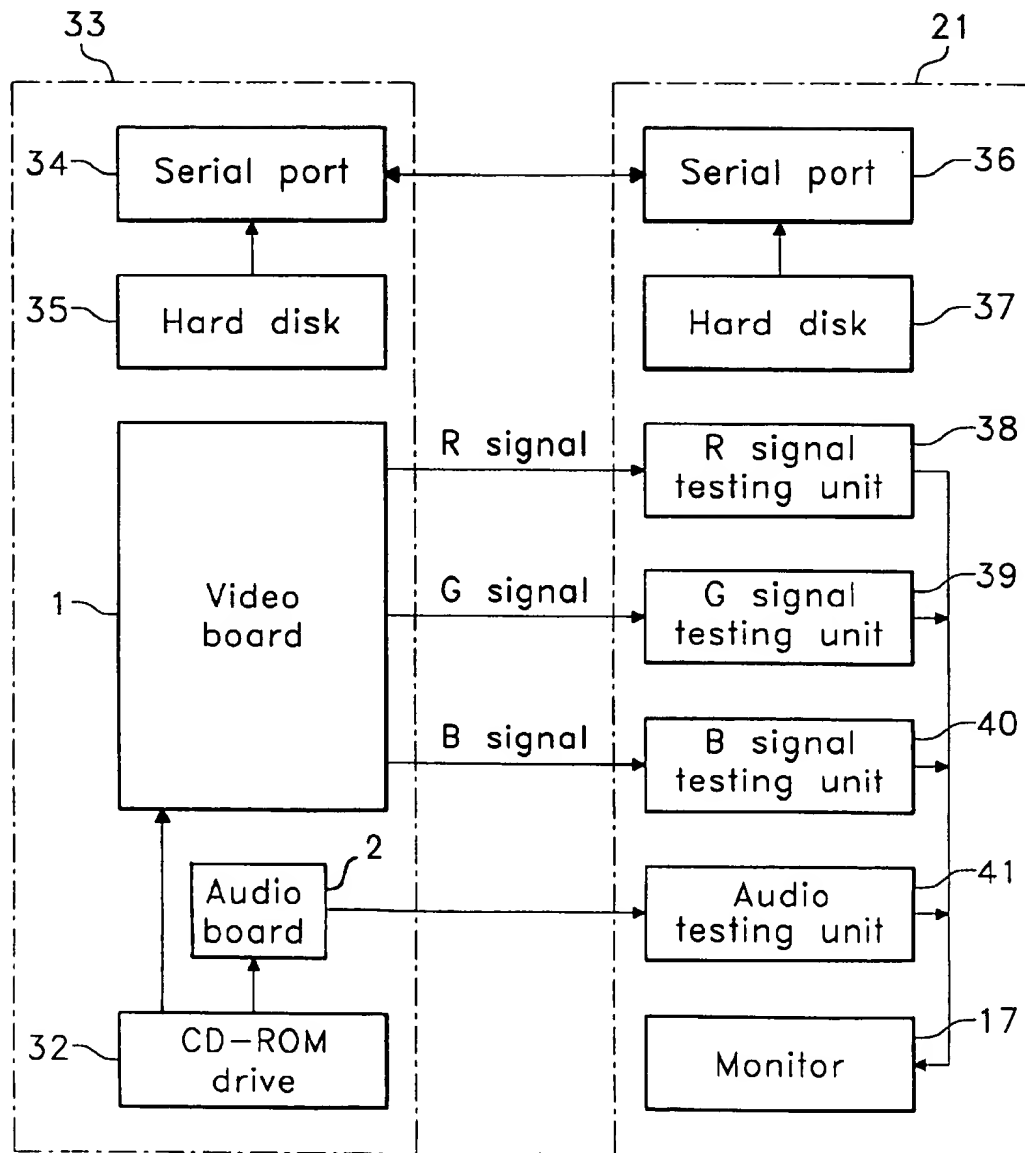 33
21
34
Serial port
Serial port
36
35
Hard disk
Hard disk
37
1
Video
board
R signal
R signal
testing unit
38
G signal
G signal
testing unit
39
B signal
B signal
testing unit
40
2
Audio
board
Audio
testing unit
41
32
CD-ROM
drive
Monitor
17